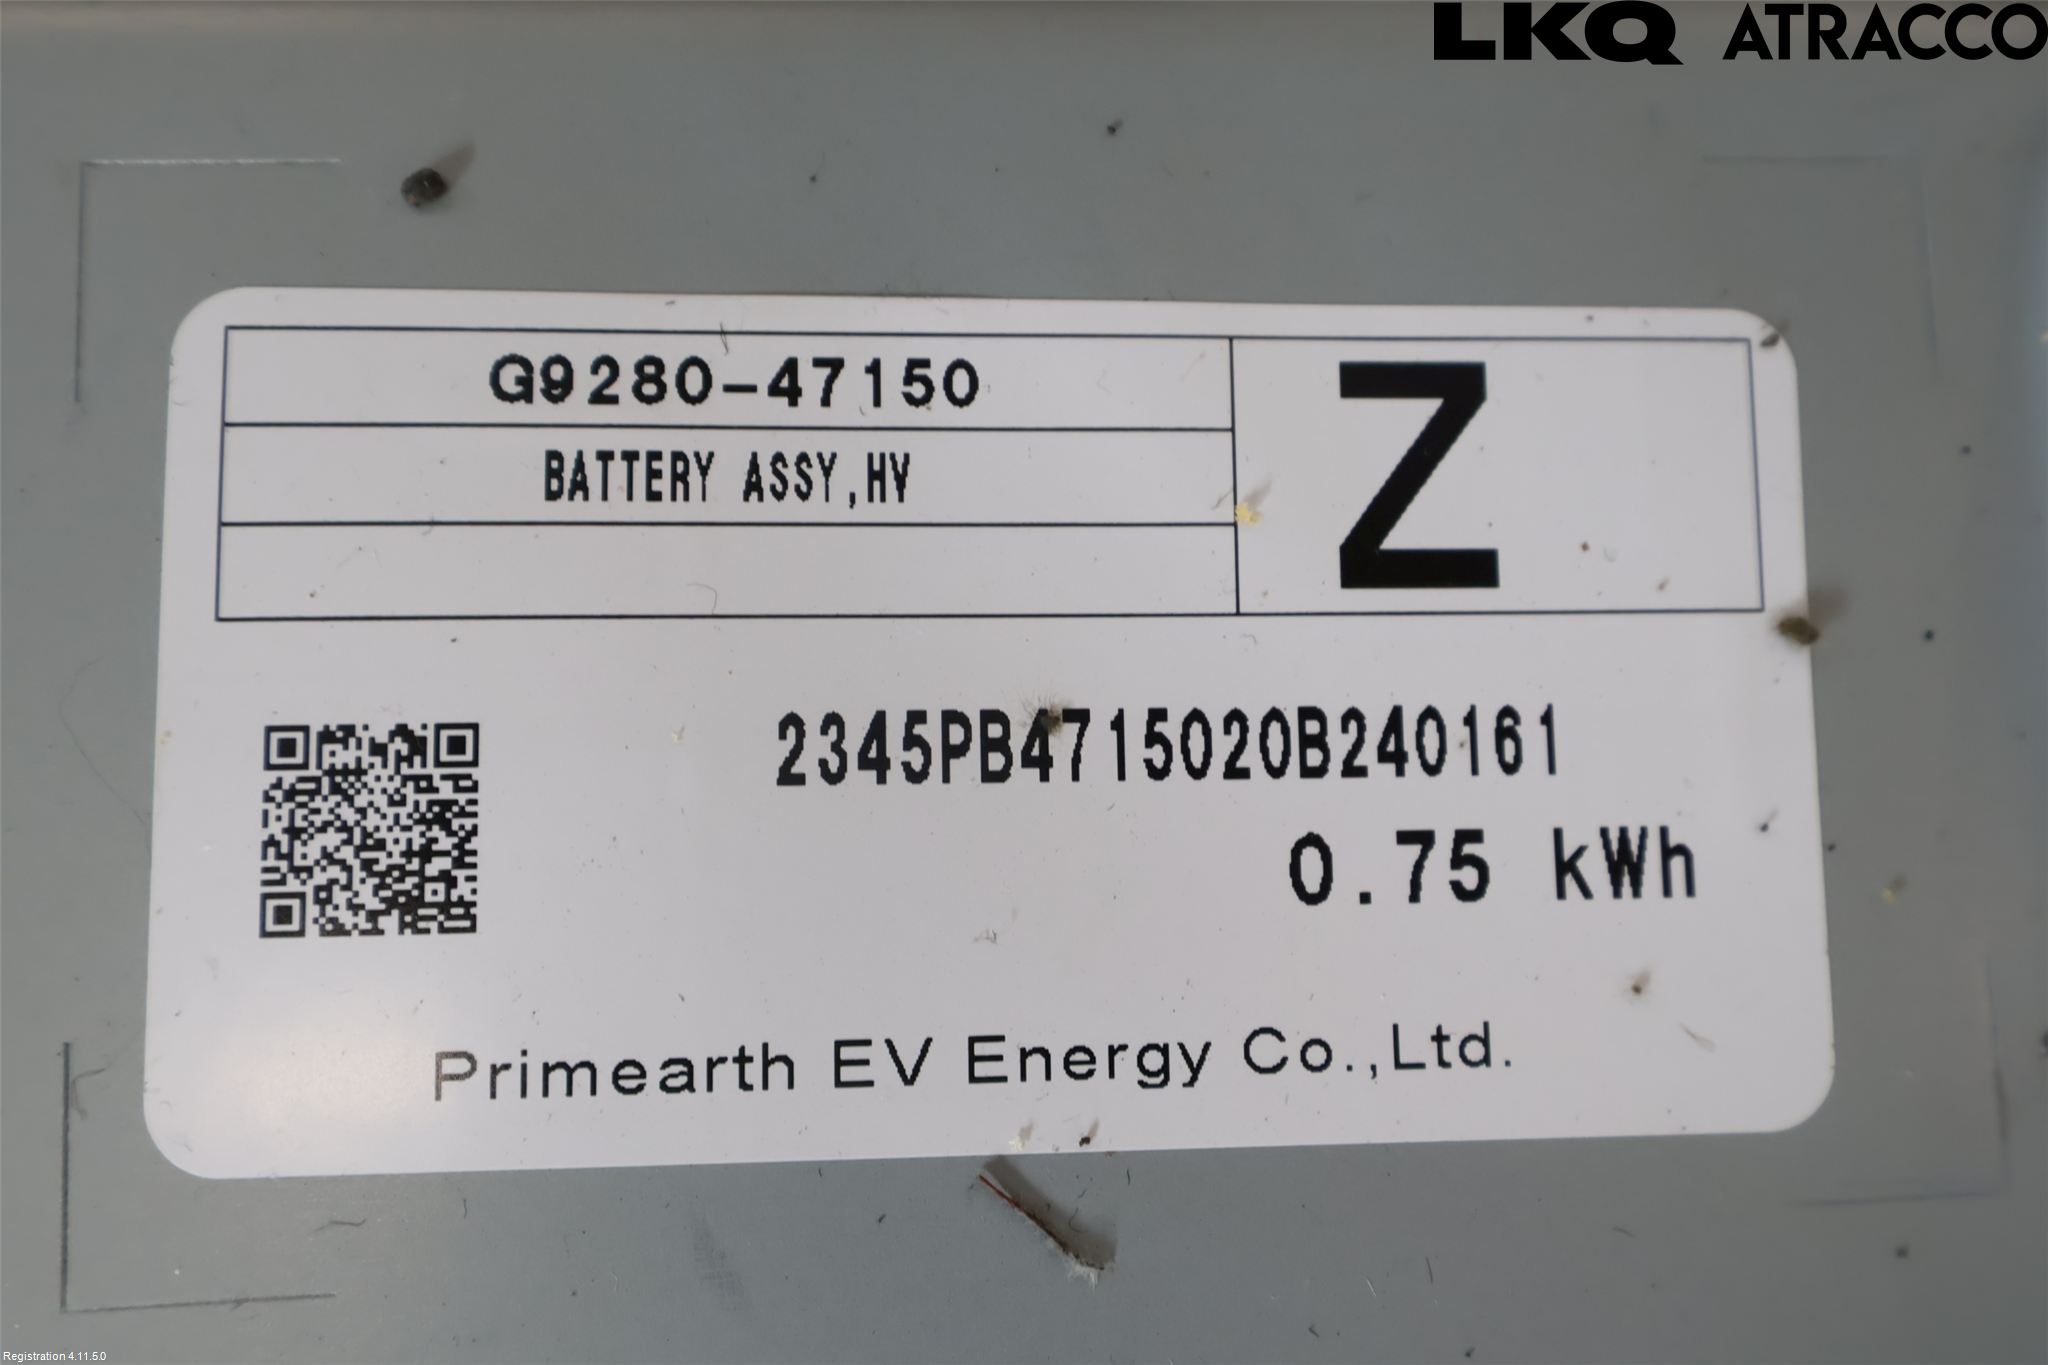 LKQ ATRACCO
G9280-47150
Z
BATTERY ASSY,HV
2345PB4715020B240161
0.75 kWh
Primearth EV Energy Co.,Ltd.
Registration 4.11.5.0